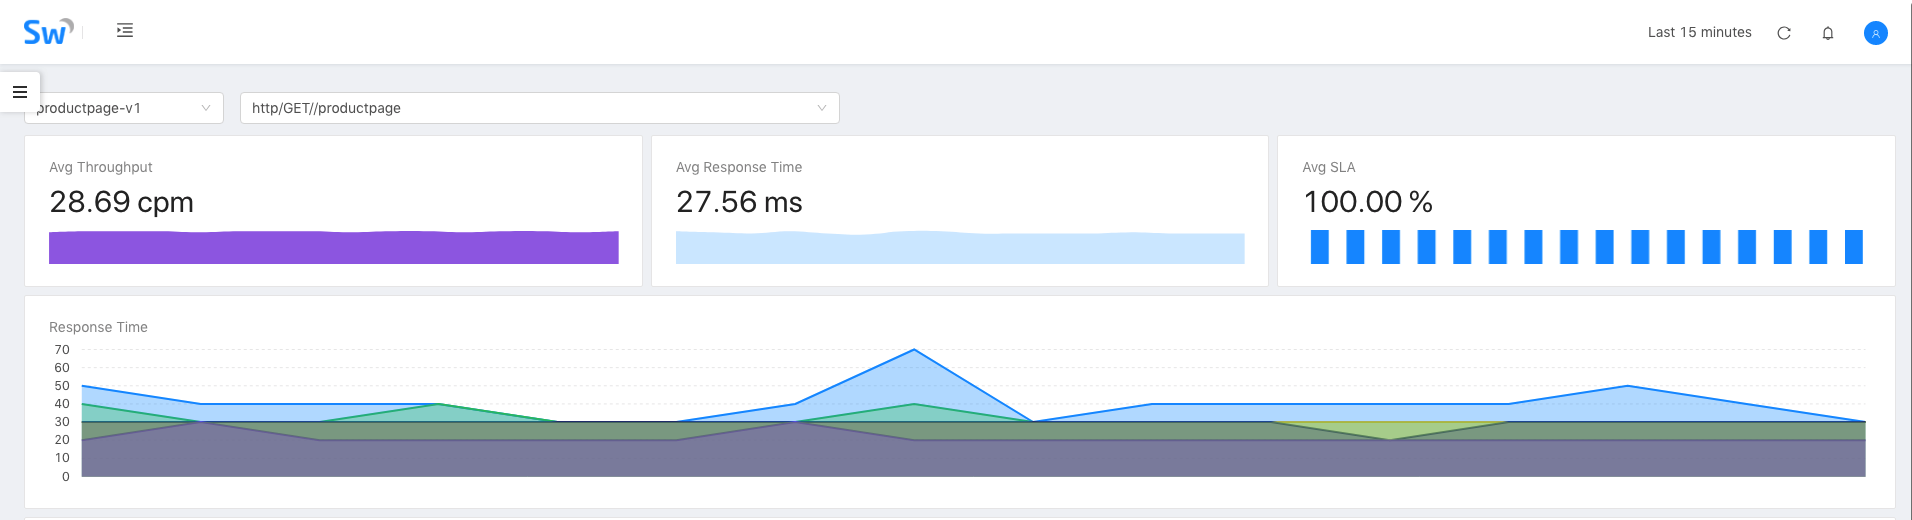 Sw
Last 15 minutes
productpage-v1
http/GET//productpage
Avg Throughput
28.69 cpm
Avg Response Time
27.56 ms
Avg SLA
100.00 %
Response Time
70
60
50
40
30
20
10
0